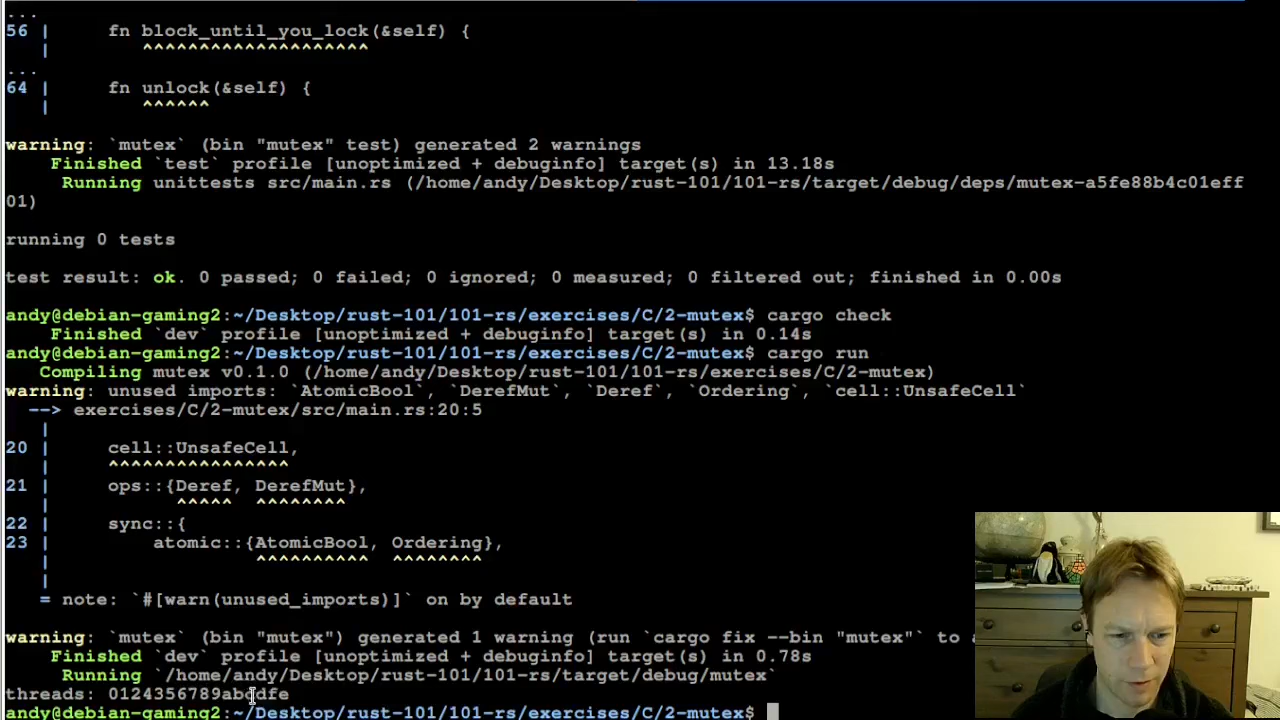 ...
56 |     fn block_until_you_lock(&self) {
   |        ^^^^^^^^^^^^^^^^^^^^
...
64 |     fn unlock(&self) {
   |        ^^^^^^
warning: `mutex` (bin "mutex" test) generated 2 warnings
    Finished `test` profile [unoptimized + debuginfo] target(s) in 13.18s
     Running unittests src/main.rs (/home/andy/Desktop/rust-101/101-rs/target/debug/deps/mutex-a5fe88b4c01eff
01)
running 0 tests
test result: ok. 0 passed; 0 failed; 0 ignored; 0 measured; 0 filtered out; finished in 0.00s
andy@debian-gaming2:~/Desktop/rust-101/101-rs/exercises/C/2-mutex$ cargo check
    Finished `dev` profile [unoptimized + debuginfo] target(s) in 0.14s
andy@debian-gaming2:~/Desktop/rust-101/101-rs/exercises/C/2-mutex$ cargo run
   Compiling mutex v0.1.0 (/home/andy/Desktop/rust-101/101-rs/exercises/C/2-mutex)
warning: unused imports: `AtomicBool`, `DerefMut`, `Deref`, `Ordering`, `cell::UnsafeCell`
  --> exercises/C/2-mutex/src/main.rs:20:5
   |
20 |     cell::UnsafeCell,
   |     ^^^^^^^^^^^^^^^^
21 |     ops::{Deref, DerefMut},
   |           ^^^^^  ^^^^^^^^
22 |     sync::{
23 |         atomic::{AtomicBool, Ordering},
   |                  ^^^^^^^^^^  ^^^^^^^^
   |
   = note: `#[warn(unused_imports)]` on by default
warning: `mutex` (bin "mutex") generated 1 warning (run `cargo fix --bin "mutex"` to
    Finished `dev` profile [unoptimized + debuginfo] target(s) in 0.78s
     Running `/home/andy/Desktop/rust-101/101-rs/target/debug/mutex`
threads: 0124356789abcdfe
andy@debian-gaming2:~/Desktop/rust-101/101-rs/exercises/C/2-mutex$